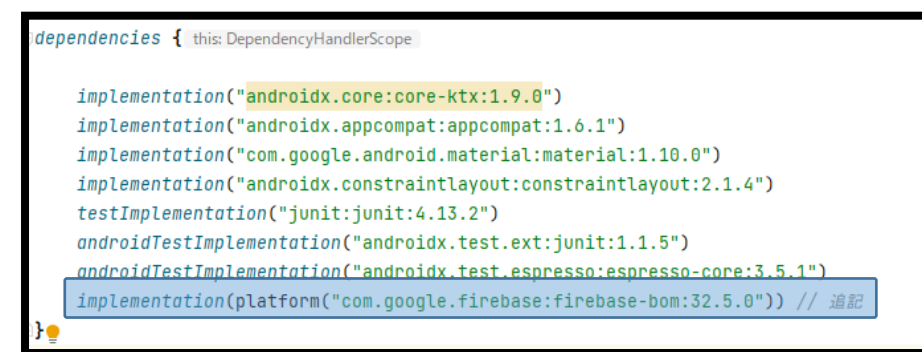 dependencies { this: DependencyHandlerScope
implementation("androidx.core:core-ktx:1.9.0")
implementation("androidx.appcompat:appcompat:1.6.1")
implementation("com.google.android.material:material:1.10.0")
implementation("androidx.constraintlayout:constraintlayout:2.1.4")
testImplementation("junit:junit:4.13.2")
androidTestImplementation("androidx.test.ext:junit:1.1.5")
androidTestImplementation("androidx.test.espresso:espresso-core:3.5.1")
implementation(platform("com.google.firebase:firebase-bom:32.5.0")) // 追記
}